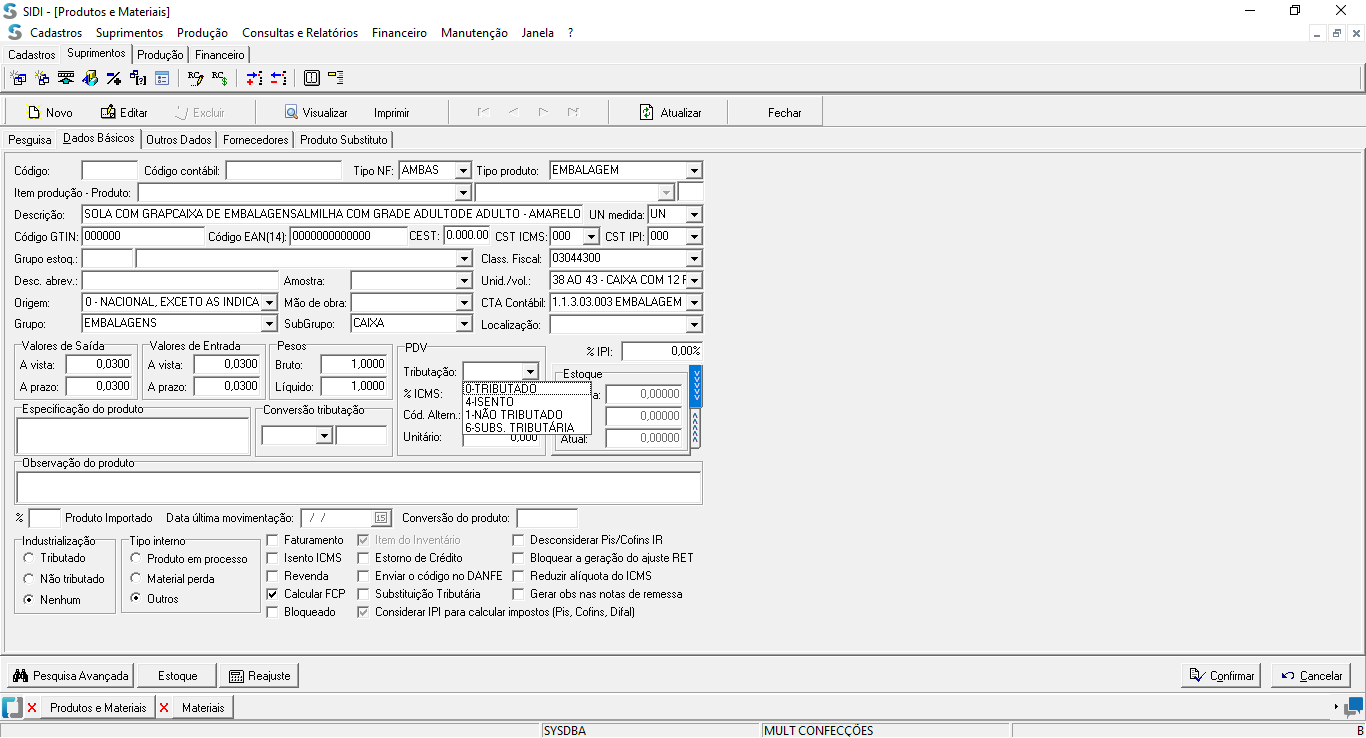 SIDI - [Produtos e Materiais]
Cadastros Suprimentos Produção Consultas e Relatórios Financeiro Manutenção Janela ?
Cadastros Suprimentos Produção Financeiro
Novo Editar Excluir Visualizar Imprimir Atualizar Fechar
Pesquisa Dados Básicos Outros Dados Fornecedores Produto Substituto
Código: Código contábil: Tipo NF: AMBAS Tipo produto: EMBALAGEM
Item produção - Produto:
Descrição: SOLA COM GRAPCAIXA DE EMBALAGENSALMILHA COM GRADE ADULTODE ADULTO - AMARELO UN medida: UN
Código GTIN: 000000 Código EAN(14): 0000000000000 CEST: 0.000.00 CST ICMS: 000 CST IPI: 000
Grupo estoq.: Class. Fiscal: 03044300
Desc. abrev.: Amostra: Unid./vol.: 38 AO 43 - CAIXA COM 12 F
Origem: 0 - NACIONAL, EXCETO AS INDICA Mão de obra: CTA Contábil: 1.1.3.03.003 EMBALAGEM
Grupo: EMBALAGENS SubGrupo: CAIXA Localização:
Valores de Saída Valores de Entrada Pesos PDV % IPI: 0,00%
A vista: 0,0300 A vista: 0,0300 Bruto: 1,0000 Tributação: Estoque
A prazo: 0,0300 A prazo: 0,0300 Líquido: 1,0000 % ICMS: 0-TRIBUTADO a: 0,00000
4-ISENTO
Especificação do produto Conversão tributação Cód. Altern.: 1-NÃO TRIBUTADO 0,00000
6-SUBS. TRIBUTÁRIA
Unitário: 0,000 Atual: 0,00000
Observação do produto
% Produto Importado Data última movimentação: / / 15 Conversão do produto:
Industrialização Tipo interno Faturamento Item do Inventário Desconsiderar Pis/Cofins IR
Tributado Produto em processo Isento ICMS Estorno de Crédito Bloquear a geração do ajuste RET
Não tributado Material perda Revenda Enviar o código no DANFE Reduzir alíquota do ICMS
Nenhum Outros Calcular FCP Substituição Tributária Gerar obs nas notas de remessa
Bloqueado Considerar IPI para calcular impostos (Pis, Cofins, Difal)
Pesquisa Avançada Estoque Reajuste Confirmar Cancelar
Produtos e Materiais Materiais
SYSDBA MULT CONFECÇÕES B